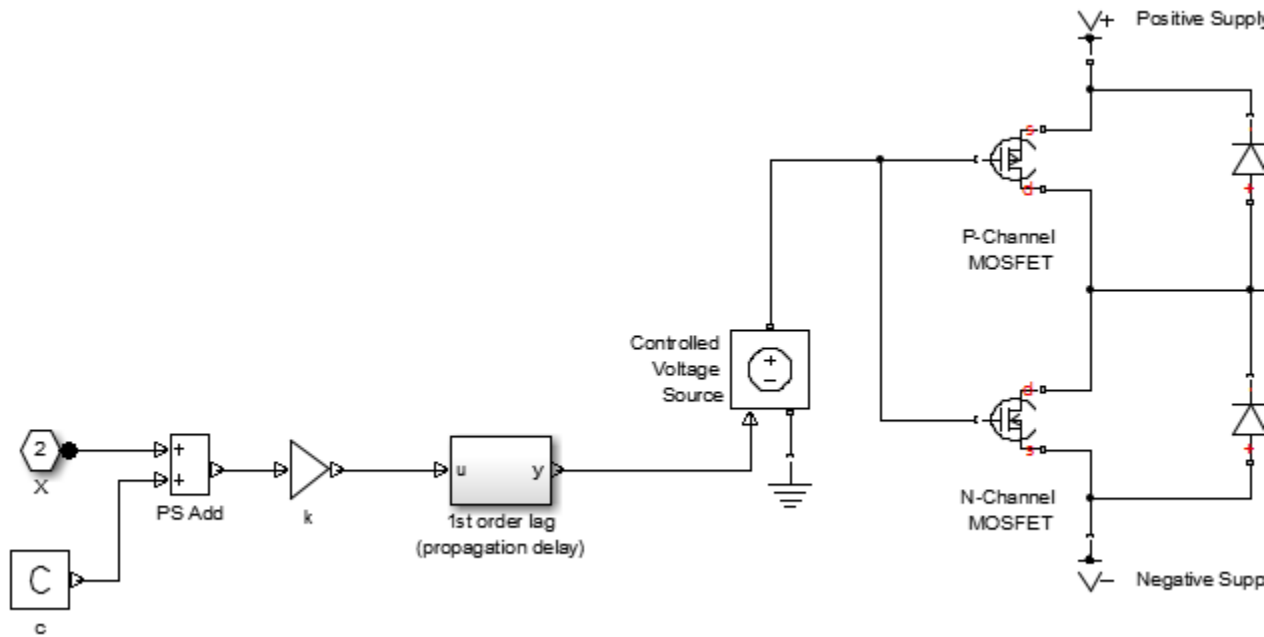 V+ Positive Supply
s
d
+
P-Channel
MOSFET
Controlled
Voltage
Source
+
−
d
s
+
N-Channel
MOSFET
V− Negative Supp
2
X
+
+
PS Add
k
u y
1st order lag
(propagation delay)
C
c